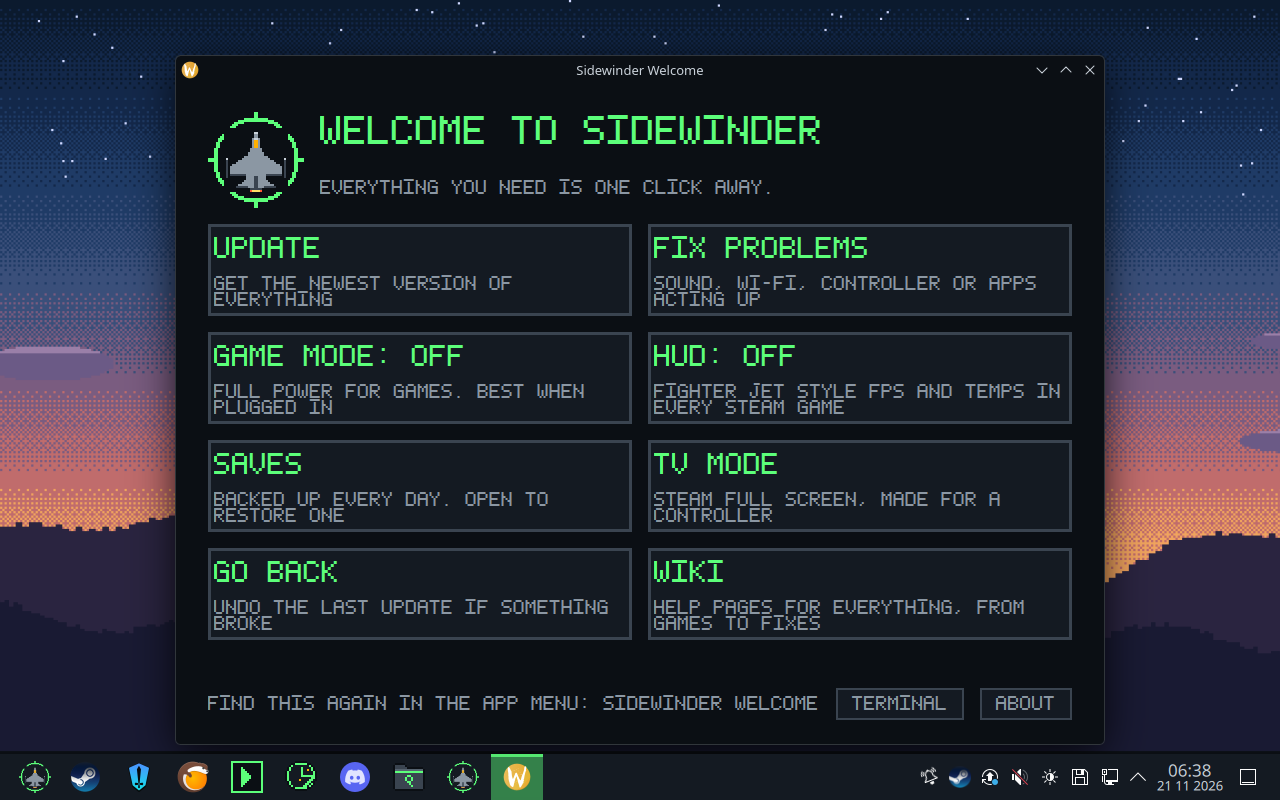 Sidewinder Welcome
WELCOME TO SIDEWINDER
EVERYTHING YOU NEED IS ONE CLICK AWAY.
UPDATE
GET THE NEWEST VERSION OF
EVERYTHING
FIX PROBLEMS
SOUND, WI-FI, CONTROLLER OR APPS
ACTING UP
GAME MODE: OFF
FULL POWER FOR GAMES. BEST WHEN
PLUGGED IN
HUD: OFF
FIGHTER JET STYLE FPS AND TEMPS IN
EVERY STEAM GAME
SAVES
BACKED UP EVERY DAY. OPEN TO
RESTORE ONE
TV MODE
STEAM FULL SCREEN, MADE FOR A
CONTROLLER
GO BACK
UNDO THE LAST UPDATE IF SOMETHING
BROKE
WIKI
HELP PAGES FOR EVERYTHING, FROM
GAMES TO FIXES
FIND THIS AGAIN IN THE APP MENU: SIDEWINDER WELCOME
TERMINAL
ABOUT
06:38
21 11 2026